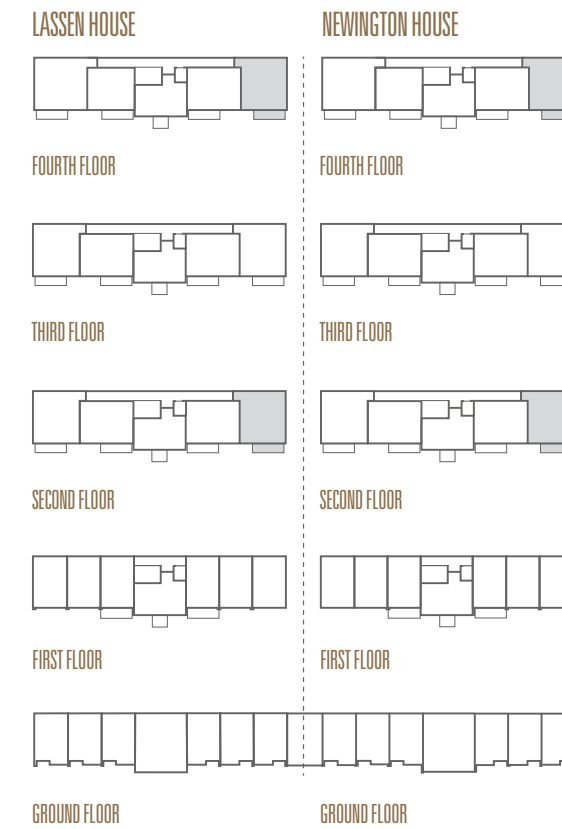 LASSEN HOUSE
NEWINGTON HOUSE
FOURTH FLOOR
FOURTH FLOOR
THIRD FLOOR
THIRD FLOOR
SECOND FLOOR
SECOND FLOOR
FIRST FLOOR
FIRST FLOOR
GROUND FLOOR
GROUND FLOOR